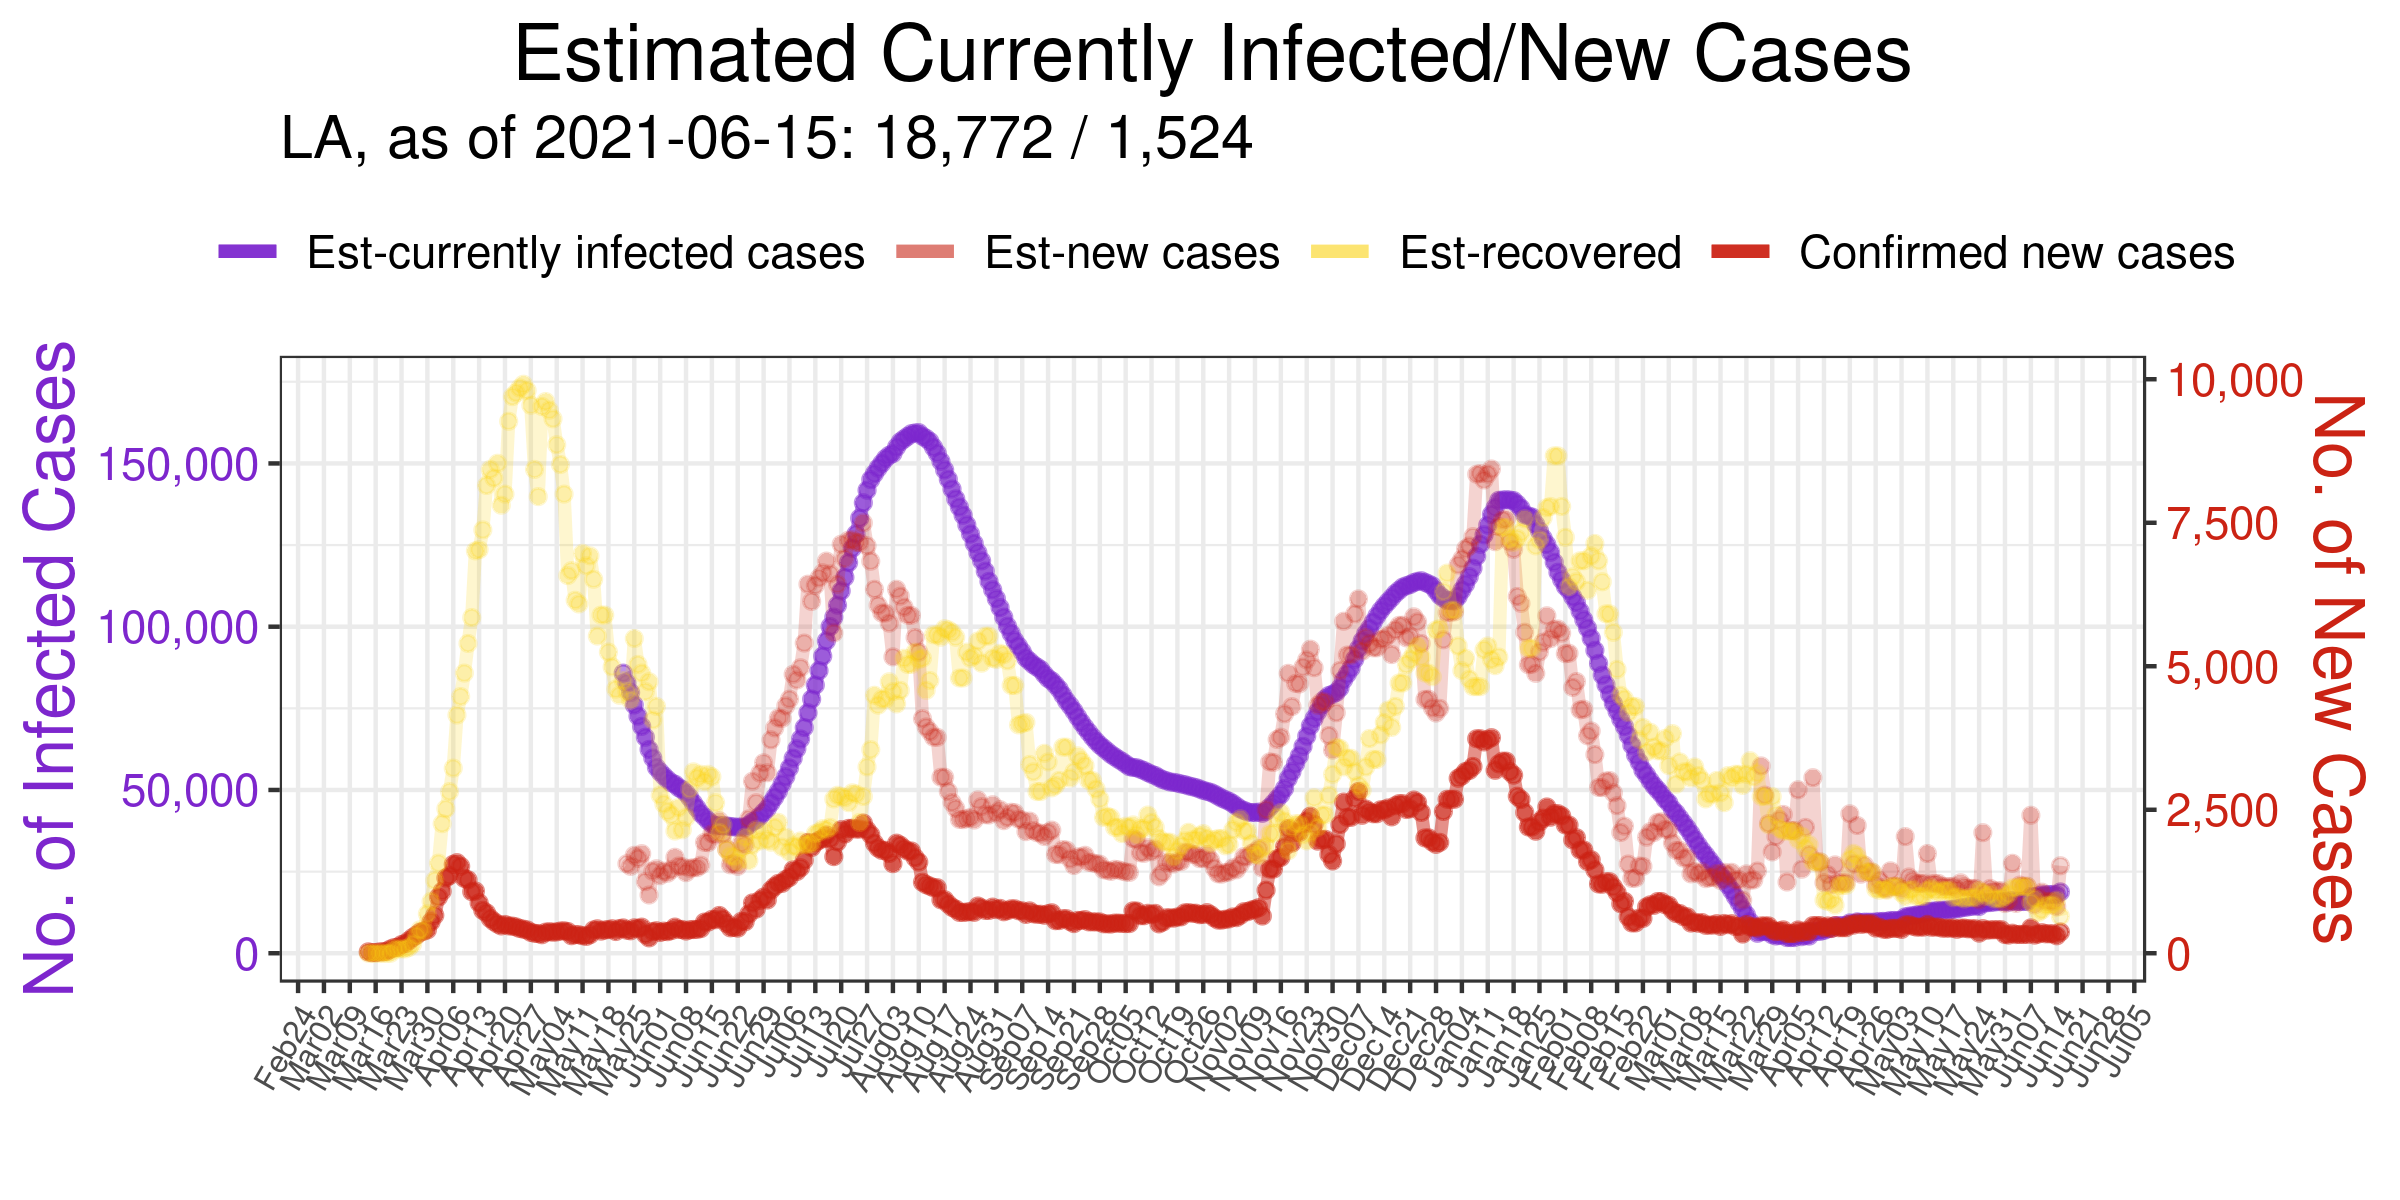 Estimated Currently Infected/New Cases
LA, as of 2021-06-15: 18,772 / 1,524
Est-currently infected cases Est-new cases Est-recovered Confirmed new cases
No. of Infected Cases
150,000
100,000
50,000
0
10,000
7,500
5,000
2,500
0
No. of New Cases
Feb24
Mar02
Mar09
Mar16
Mar23
Mar30
Apr06
Apr13
Apr20
Apr27
May04
May11
May18
May25
Jun01
Jun08
Jun15
Jun22
Jun29
Jul06
Jul13
Jul20
Jul27
Aug03
Aug10
Aug17
Aug24
Aug31
Sep07
Sep14
Sep21
Sep28
Oct05
Oct12
Oct19
Oct26
Nov02
Nov09
Nov16
Nov23
Nov30
Dec07
Dec14
Dec21
Dec28
Jan04
Jan11
Jan18
Jan25
Feb01
Feb08
Feb15
Feb22
Mar01
Mar08
Mar15
Mar22
Mar29
Apr05
Apr12
Apr19
Apr26
May03
May10
May17
May24
May31
Jun07
Jun14
Jun21
Jun28
Jul05